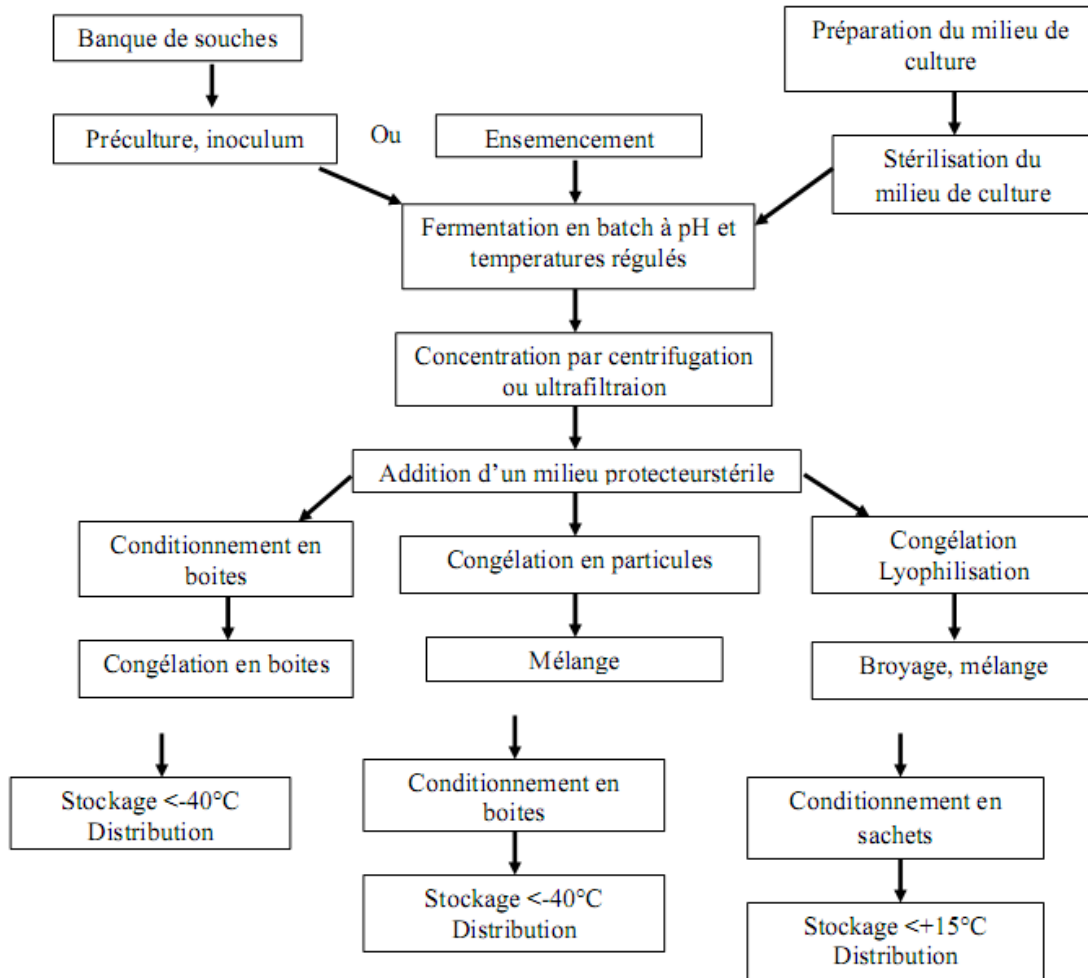 Banque de souches
Préparation du milieu de
culture
Préculture, inoculum
Ou
Ensemencement
Stérilisation du
milieu de culture
Fermentation en batch à pH et
temperatures régulés
Concentration par centrifugation
ou ultrafiltraion
Addition d’un milieu protecteurstérile
Conditionnement en
boites
Congélation en particules
Congélation
Lyophilisation
Congélation en boites
Mélange
Broyage, mélange
Stockage <-40°C
Distribution
Conditionnement en
boites
Conditionnement en
sachets
Stockage <-40°C
Distribution
Stockage <+15°C
Distribution